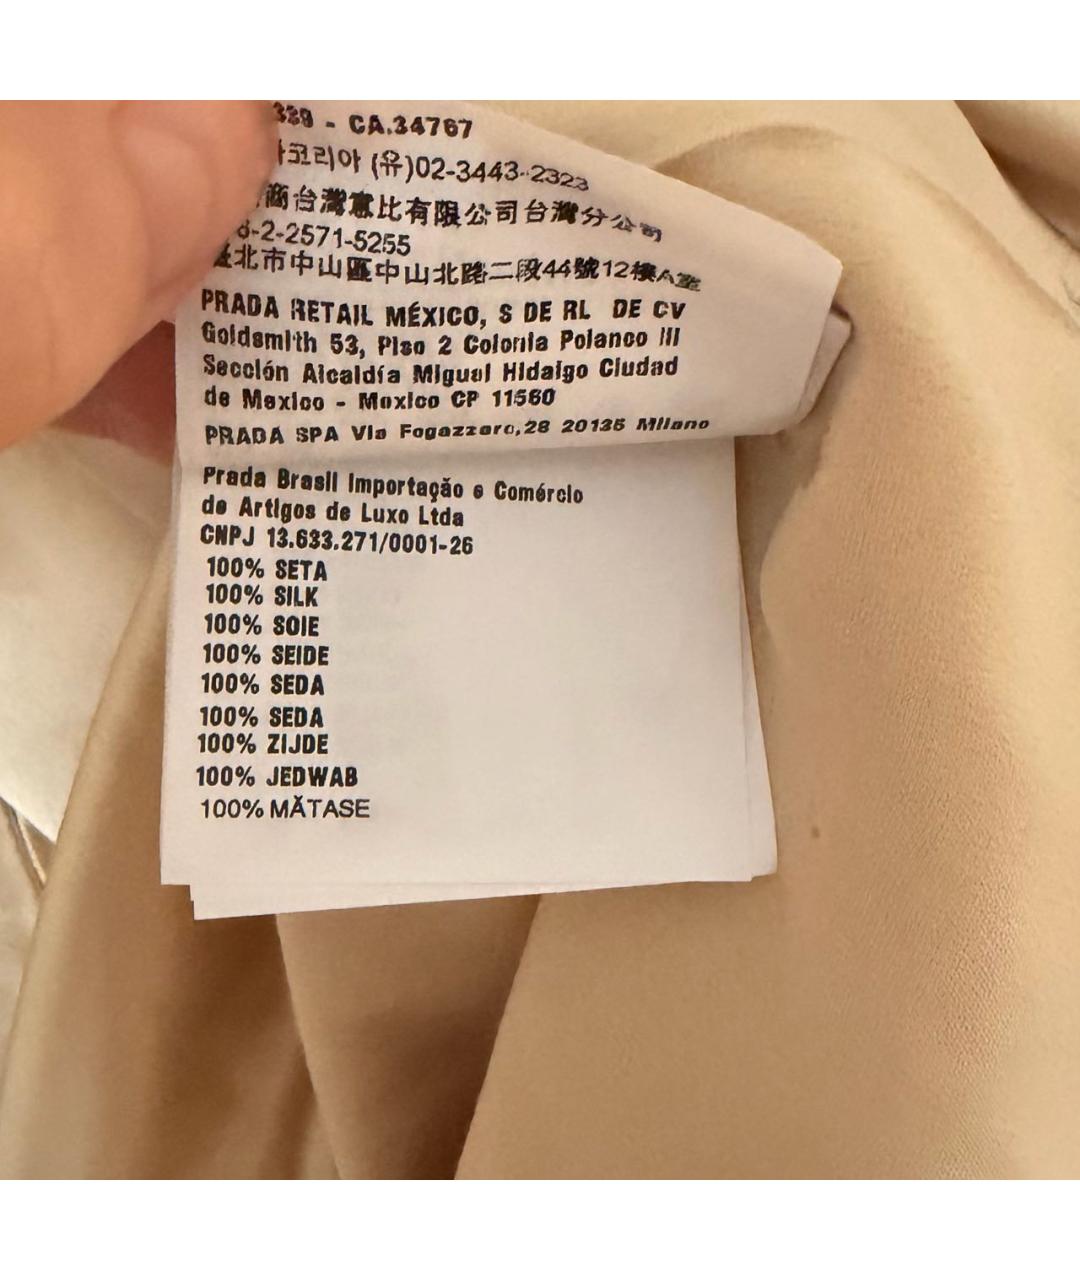 339 - CA.34767
코리아 (유)02-3443-2323
商台灣 比有限公司台灣分公司
-2-2571-5255
北市中山區中山北路二段44號12樓A室
PRADA RETAIL MÉXICO, S DE RL DE CV
Goldsmith 53, Piso 2 Colonia Polanco III
Sección Alcaldía Miguel Hidalgo Ciudad
de Mexico - Mexico CP 11560
PRADA SPA Via Fogazzaro,28 20135 Milano
Prada Brasil Importação e Comércio
de Artigos de Luxo Ltda
CNPJ 13.633.271/0001-26
100% SETA
100% SILK
100% SOIE
100% SEIDE
100% SEDA
100% SEDA
100% ZIJDE
100% JEDWAB
100% MĂTASE